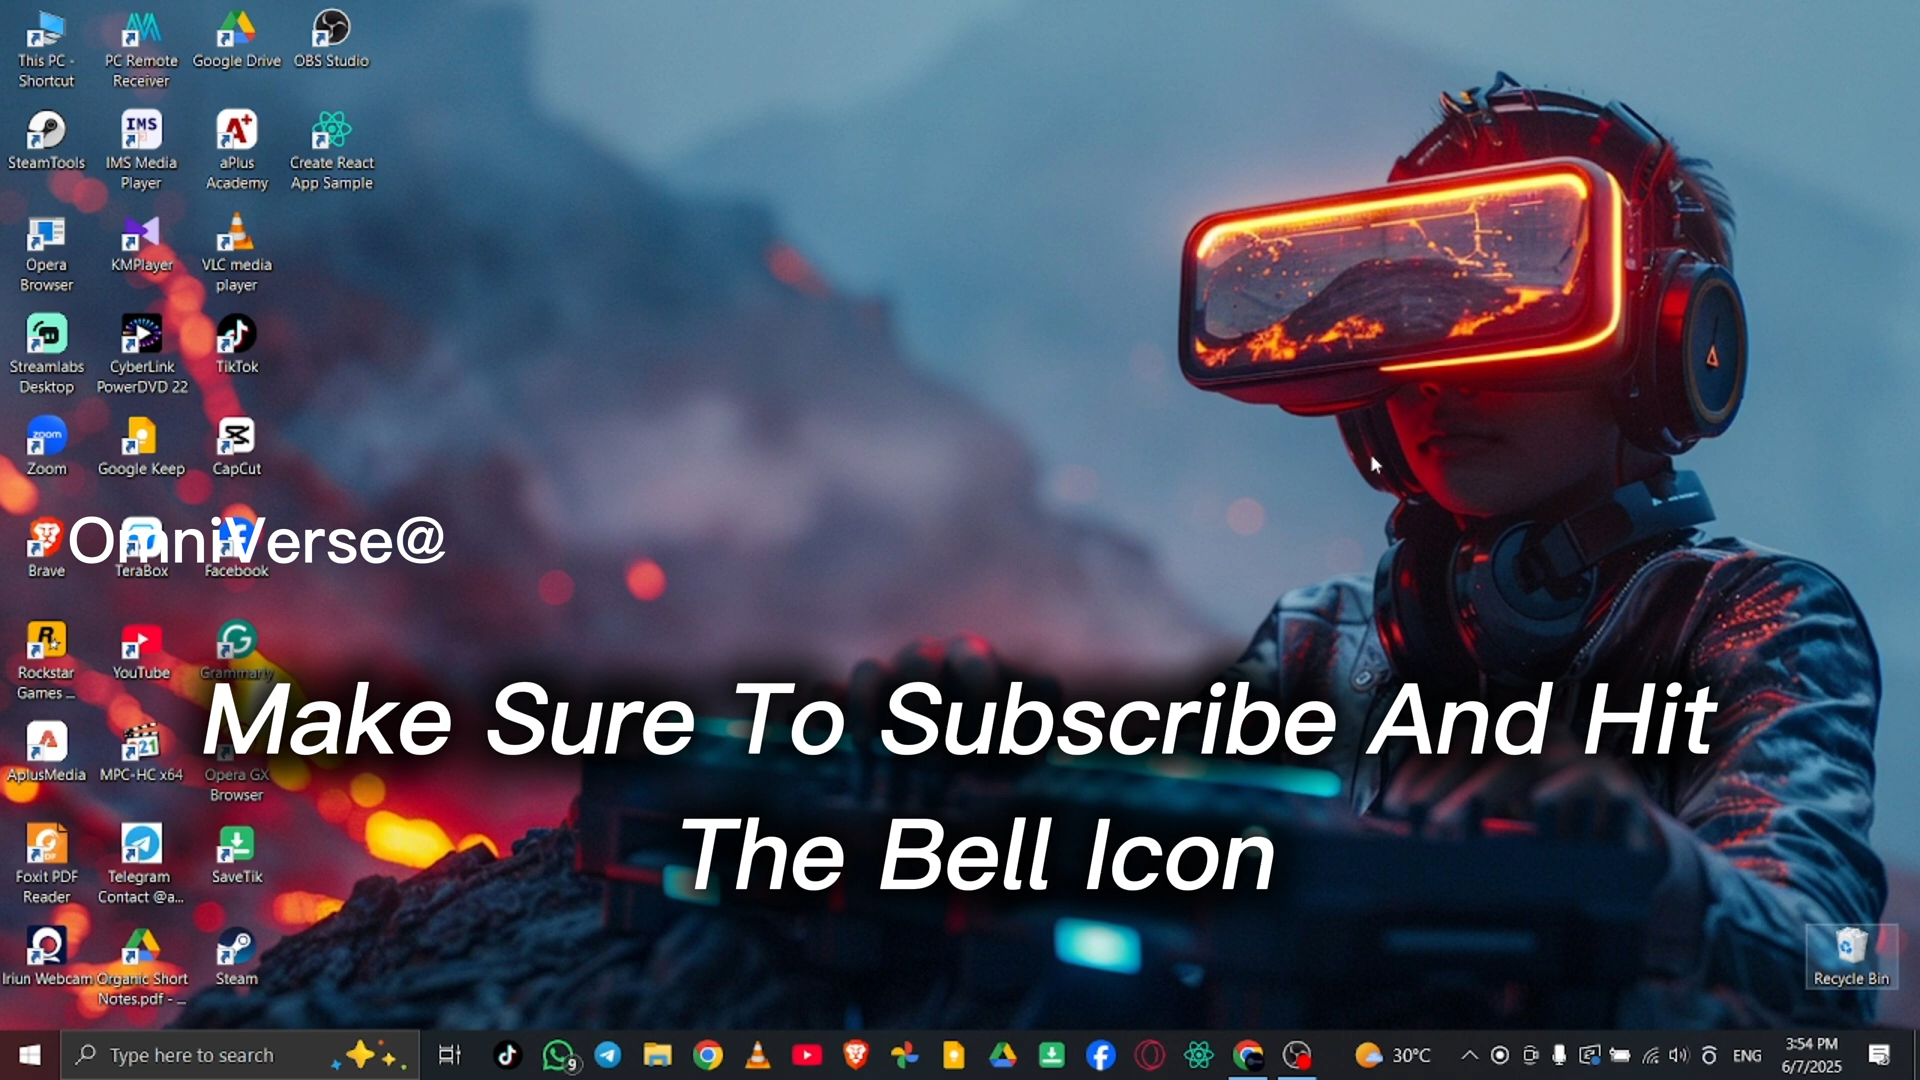 This PC -
Shortcut
PC Remote
Receiver
Google Drive
OBS Studio
SteamTools
IMS
IMS Media
Player
A+
aPlus
Academy
Create React
App Sample
Opera
Browser
KMPlayer
VLC media
player
Streamlabs
Desktop
CyberLink
PowerDVD 22
TikTok
zoom
Zoom
Google Keep
CapCut
OmniVerse@
Brave
TeraBox
Facebook
Rockstar
Games ...
YouTube
Grammarly
Make Sure To Subscribe And Hit
The Bell Icon
AplusMedia
21
MPC-HC x64
Opera GX
Browser
Foxit PDF
Reader
Telegram
Contact @a...
SaveTik
Iriun Webcam
Organic Short
Notes.pdf - ...
Steam
Recycle Bin
Type here to search
9
30°C
ENG
3:54 PM
6/7/2025